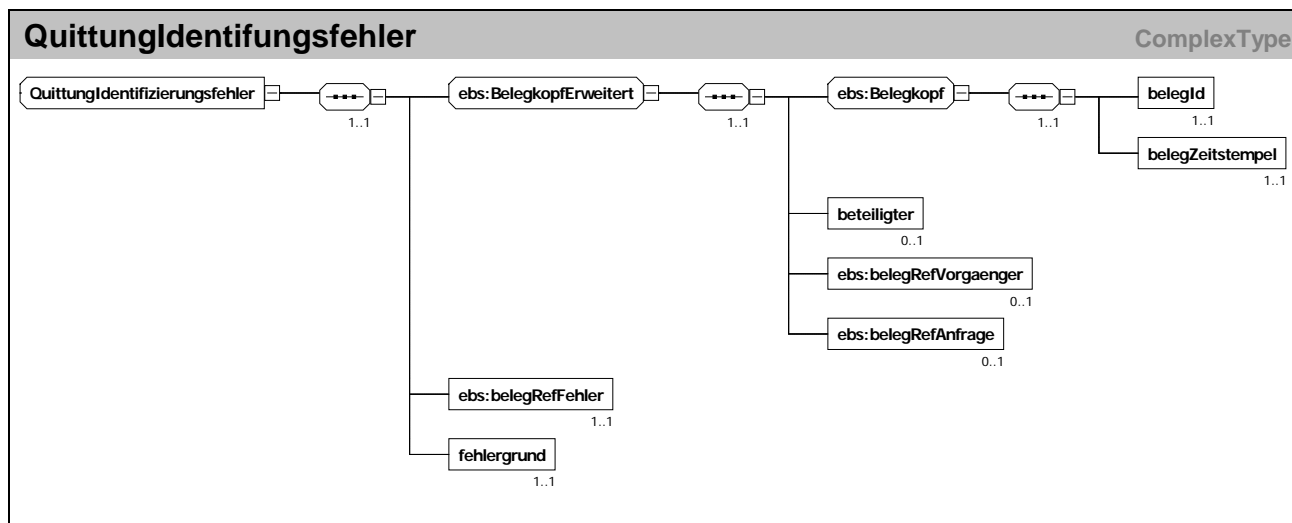 QuittungIdentifungsfehler
ComplexType
QuittungIdentifizierungsfehler
1..1
ebs:BelegkopfErweitert
1..1
ebs:Belegkopf
1..1
belegId
1..1
belegZeitstempel
1..1
beteiligter
0..1
ebs:belegRefVorgaenger
0..1
ebs:belegRefAnfrage
0..1
ebs:belegRefFehler
1..1
fehlergrund
1..1